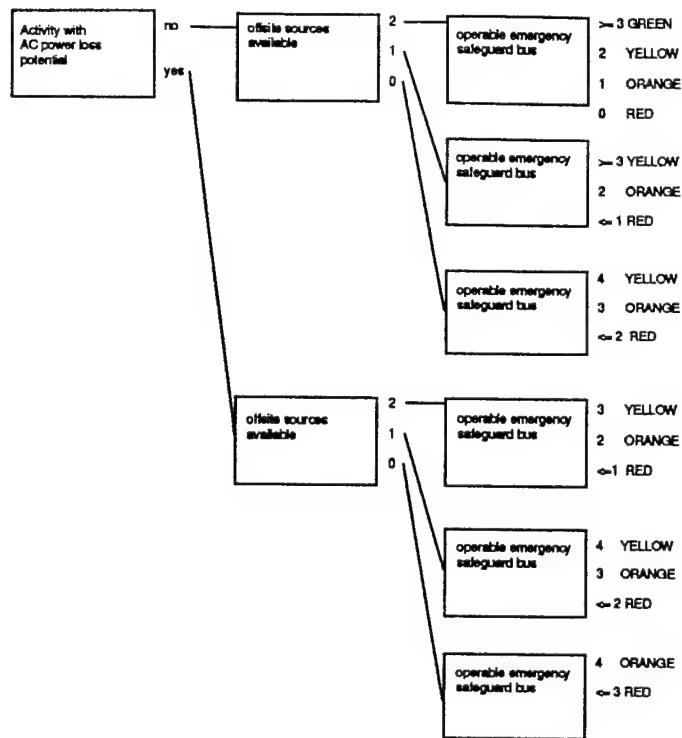 Activity with
AC power loss
potential
no
yes
offsite sources
available
2
1
0
operable emergency
safeguard bus
>= 3 GREEN
2 YELLOW
1 ORANGE
0 RED
operable emergency
safeguard bus
>= 3 YELLOW
2 ORANGE
<= 1 RED
operable emergency
safeguard bus
4 YELLOW
3 ORANGE
<= 2 RED
offsite sources
available
2
1
0
operable emergency
safeguard bus
3 YELLOW
2 ORANGE
<=1 RED
operable emergency
safeguard bus
4 YELLOW
3 ORANGE
<= 2 RED
operable emergency
safeguard bus
4 ORANGE
<= 3 RED